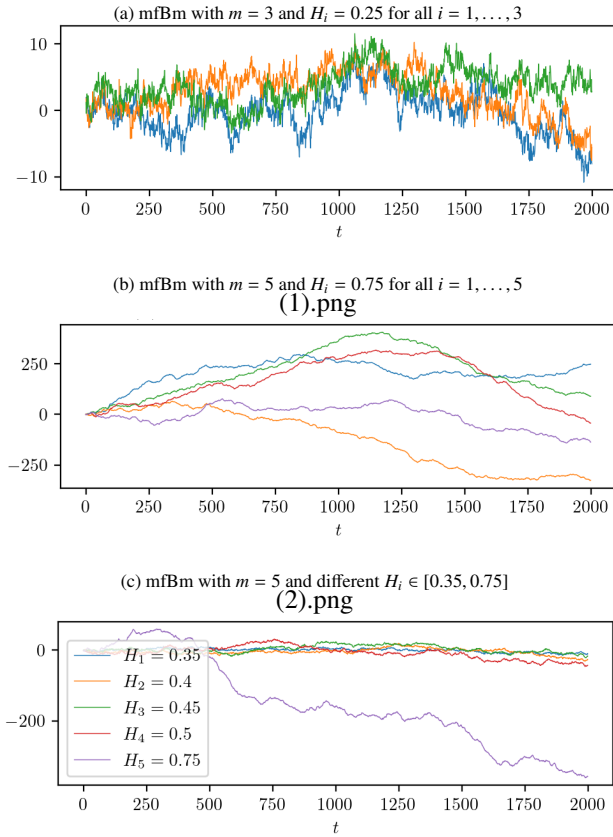 (a) mfBm with m = 3 and H_i = 0.25 for all i = 1, . . . , 3
10
0
−10
0 250 500 750 1000 1250 1500 1750 2000
t
(b) mfBm with m = 5 and H_i = 0.75 for all i = 1, . . . , 5
(1).png
250
0
−250
0 250 500 750 1000 1250 1500 1750 2000
t
(c) mfBm with m = 5 and different H_i ∈ [0.35, 0.75]
(2).png
0
−200
H_1 = 0.35
H_2 = 0.4
H_3 = 0.45
H_4 = 0.5
H_5 = 0.75
0 250 500 750 1000 1250 1500 1750 2000
t